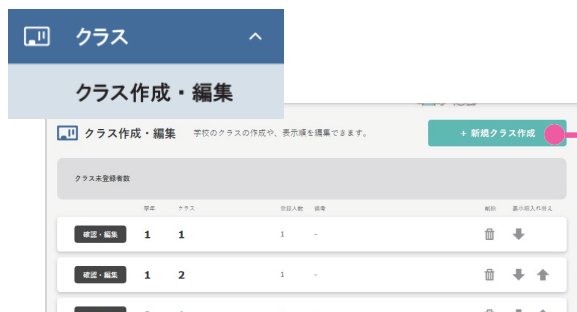 クラス
クラス作成・編集
クラス作成・編集 学校のクラスの作成や、表示順を編集できます。 + 新規クラス作成
クラス未登録者数
学年 クラス 登録人数 備考 削除 表示順入れ替え
確認・編集 1 1 1 -
確認・編集 1 2 1 -